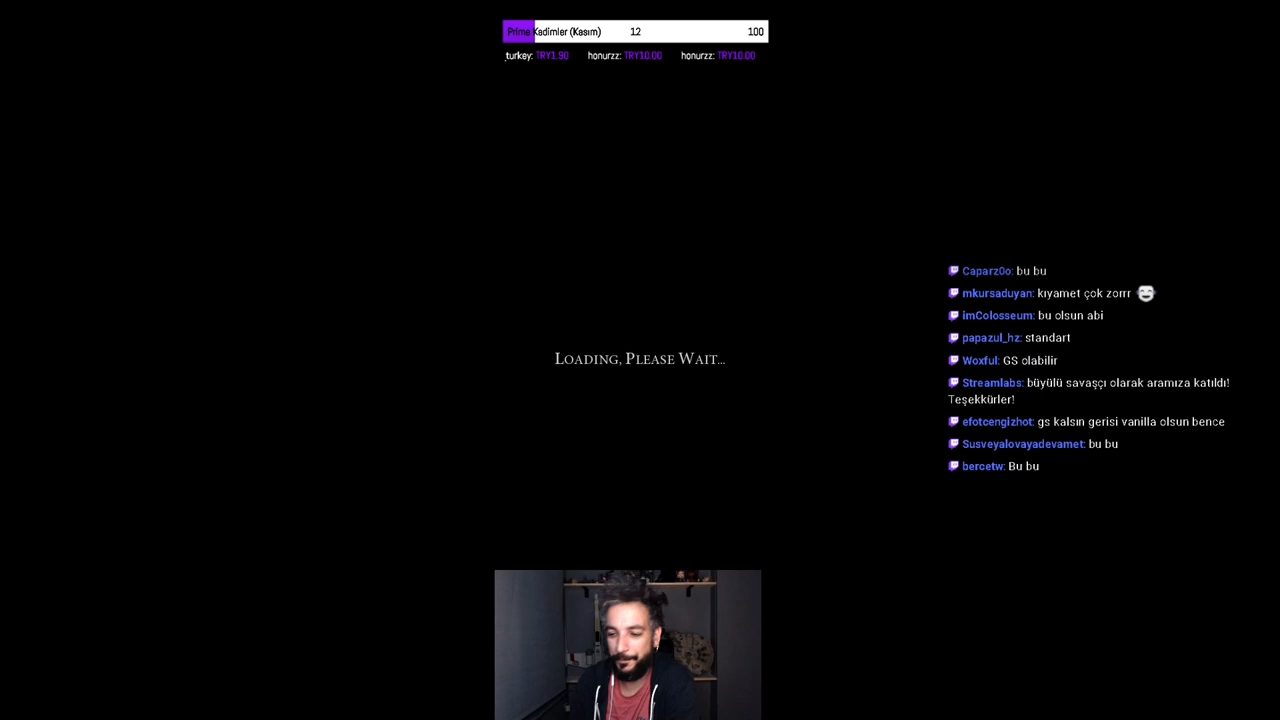 Prime Kadimler (Kasım) 12 100
_turkey: TRY1.90 honurzz: TRY10.00 honurzz: TRY10.00
Caparz0o: bu bu
mkursaduyan: kıyamet çok zorrr
imColosseum: bu olsun abi
LOADING, PLEASE WAIT...
papazul_hz: standart
Woxful: GS olabilir
Streamlabs: büyülü savaşçı olarak aramıza katıldı!
Teşekkürler!
efotcengizhot: gs kalsın gerisi vanilla olsun bence
Susveyalovayadevamet: bu bu
bercetw: Bu bu